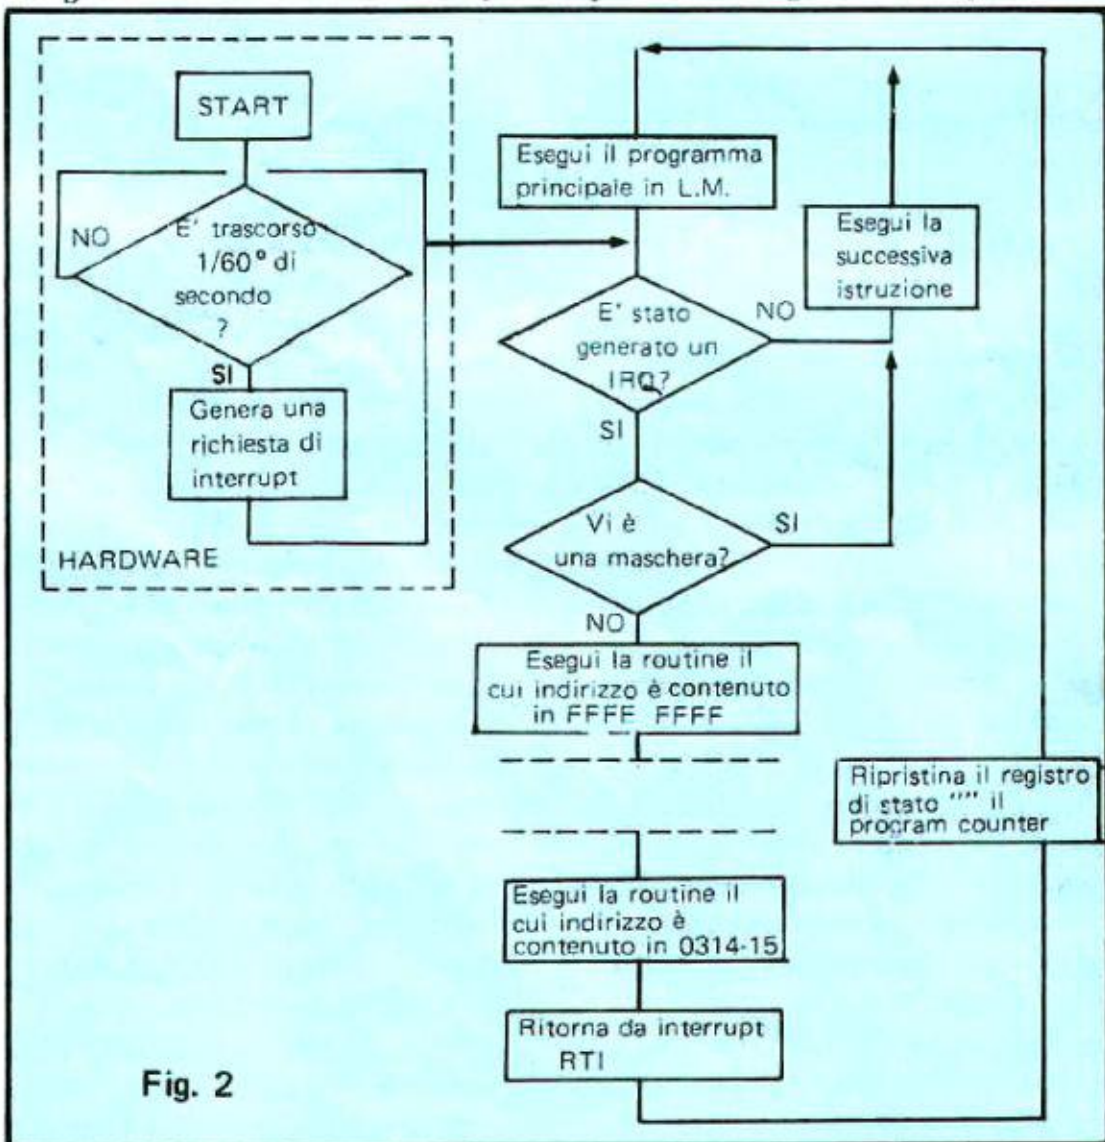 START
E' trascorso
1/60° di
secondo
?
NO
SI
Genera una
richiesta di
interrupt
HARDWARE
Esegui il programma
principale in L.M.
E' stato
generato un
IRQ?
NO
Esegui la
successiva
istruzione
SI
Vi è
una maschera?
SI
NO
Esegui la routine il
cui indirizzo è contenuto
in FFFE FFFF
Ripristina il registro
di stato "" il
program counter
Esegui la routine il
cui indirizzo è
contenuto in 0314-15
Ritorna da interrupt
RTI
Fig. 2